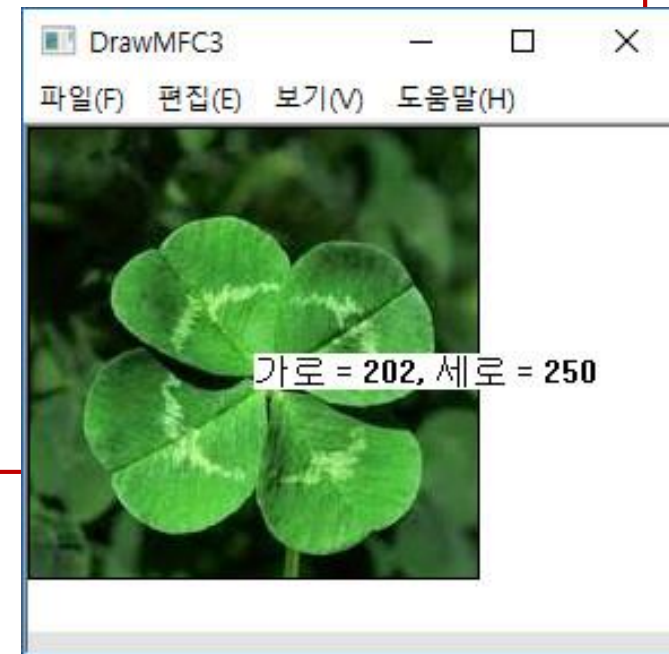 DrawMFC3
파일(F) 편집(E) 보기(V) 도움말(H)
가로 = 202, 세로 = 250